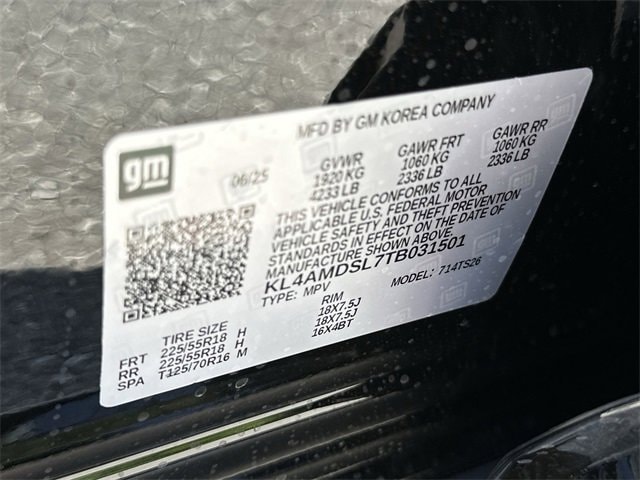 MFD BY GM KOREA COMPANY
gm
06/25
GVWR GAWR FRT GAWR RR
1920 KG 1060 KG 1060 KG
4233 LB 2336 LB 2336 LB
THIS VEHICLE CONFORMS TO ALL
APPLICABLE U.S. FEDERAL MOTOR
VEHICLE SAFETY AND THEFT PREVENTION
STANDARDS IN EFFECT ON THE DATE OF
MANUFACTURE SHOWN ABOVE.
KL4AMDSL7TB031501
TYPE: MPV MODEL: 714TS26
TIRE SIZE RIM
FRT 225/55R18 H 18X7.5J
RR 225/55R18 H 18X7.5J
SPA T125/70R16 M 16X4BT